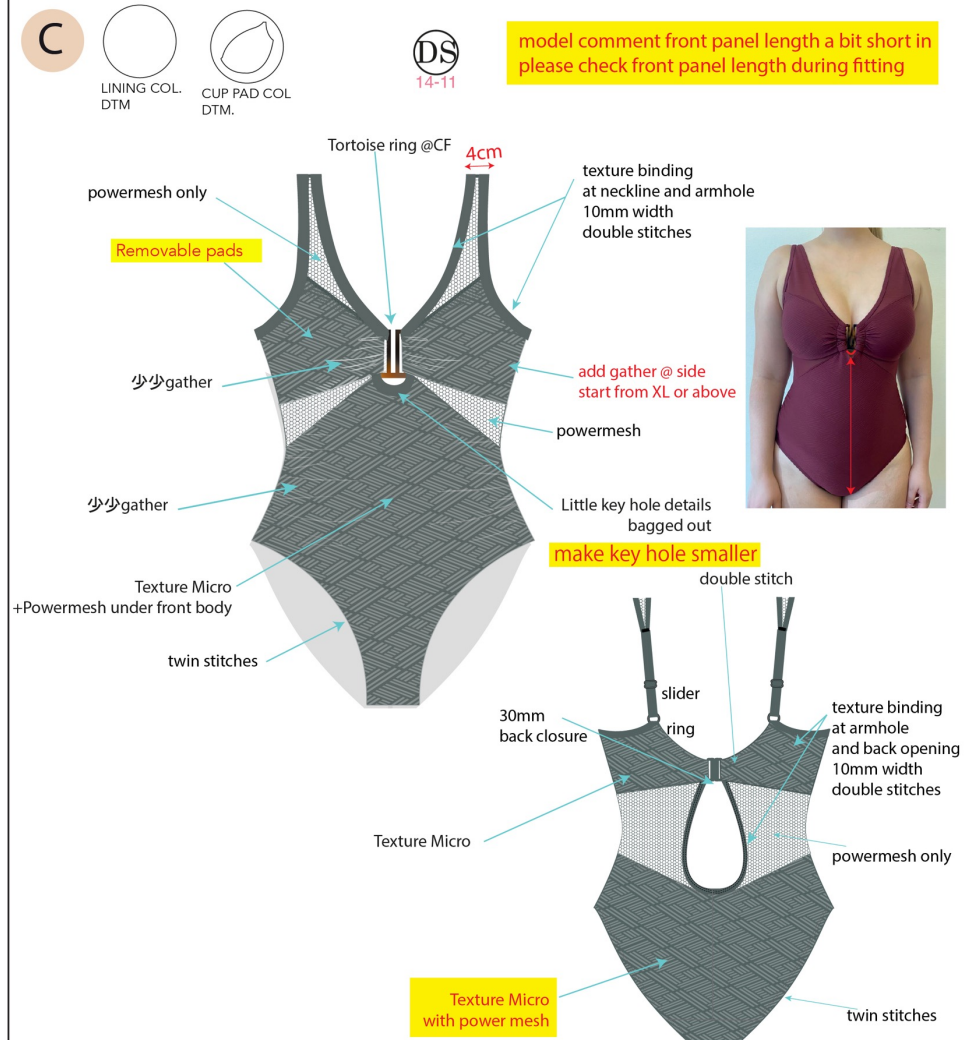 C
LINING COL.
DTM
CUP PAD COL
DTM.
DS
14-11
model comment front panel length a bit short in
please check front panel length during fitting
Tortoise ring @CF
4cm
powermesh only
Removable pads
texture binding
at neckline and armhole
10mm width
double stitches
少少gather
add gather @ side
start from XL or above
powermesh
少少gather
Little key hole details
bagged out
make key hole smaller
Texture Micro
+Powermesh under front body
twin stitches
double stitch
slider
30mm
back closure
ring
texture binding
at armhole
and back opening
10mm width
double stitches
Texture Micro
powermesh only
Texture Micro
with power mesh
twin stitches